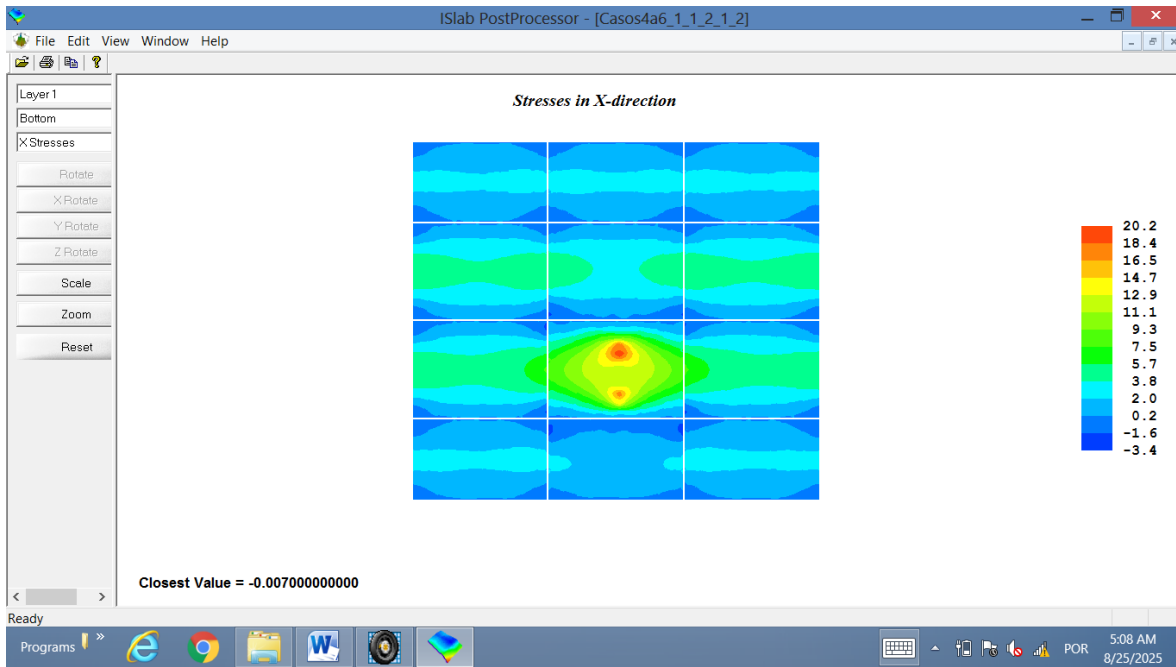 ISlab PostProcessor - [Casos4a6_1_1_2_1_2]
File Edit View Window Help
Layer 1
Bottom
X Stresses
Rotate
X Rotate
Y Rotate
Z Rotate
Scale
Zoom
Reset
Stresses in X-direction
20.2
18.4
16.5
14.7
12.9
11.1
9.3
7.5
5.7
3.8
2.0
0.2
-1.6
-3.4
Closest Value = -0.007000000000
Ready
Programs
POR
5:08 AM
8/25/2025